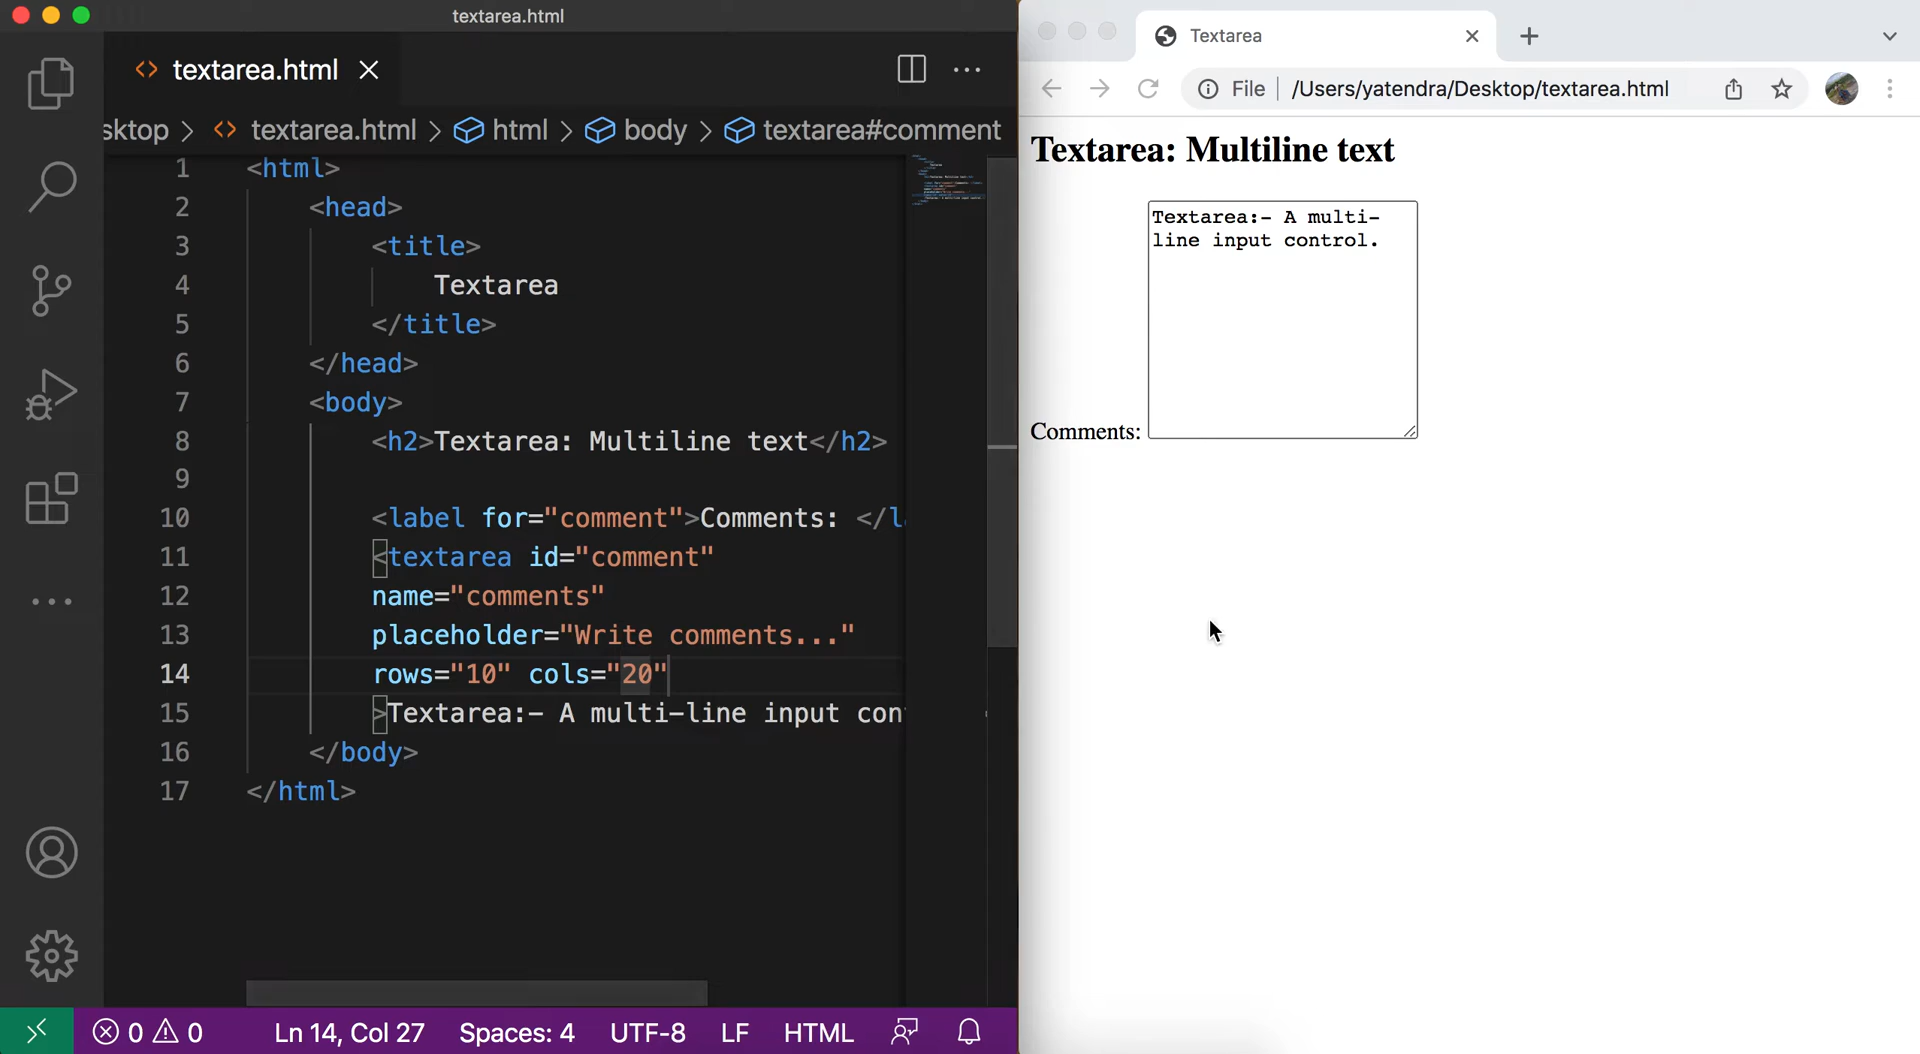 textarea.html
textarea.html
sktop > <> textarea.html > html > body > textarea#comment
1 <html>
2 <head>
3 <title>
4 Textarea
5 </title>
6 </head>
7 <body>
8 <h2>Textarea: Multiline text</h2>
9
10 <label for="comment">Comments: </l
11 <textarea id="comment"
12 name="comments"
13 placeholder="Write comments..."
14 rows="10" cols="20"
15 >Textarea:- A multi-line input con
16 </body>
17 </html>
0 0 Ln 14, Col 27 Spaces: 4 UTF-8 LF HTML
Textarea
File /Users/yatendra/Desktop/textarea.html
Textarea: Multiline text
Textarea:- A multi-
line input control.
Comments: